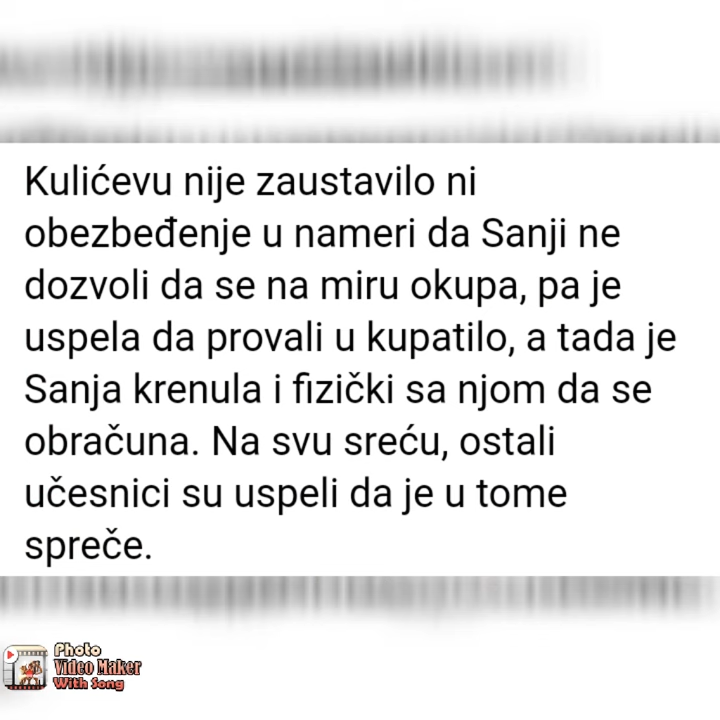 Kulićevu nije zaustavilo ni
obezbeđenje u nameri da Sanji ne
dozvoli da se na miru okupa, pa je
uspela da provali u kupatilo, a tada je
Sanja krenula i fizički sa njom da se
obračuna. Na svu sreću, ostali
učesnici su uspeli da je u tome
spreče.
Photo
Video Maker
With Song